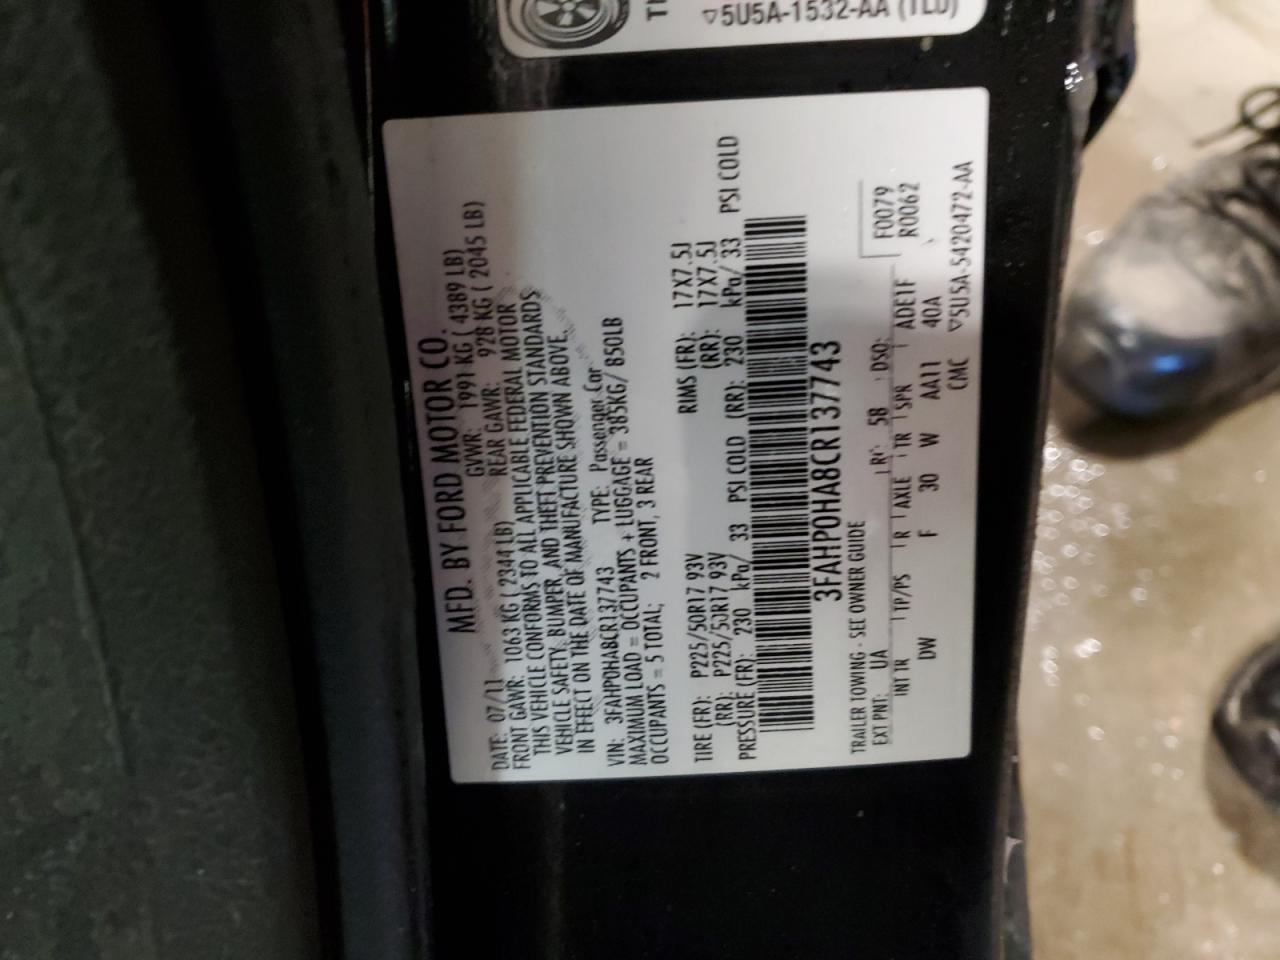 TI
▽5U5A-1532-AA (TLD)
MFD. BY FORD MOTOR CO.
DATE: 07/11 GVWR: 1991 KG ( 4389 LB)
FRONT GAWR: 1063 KG ( 2344 LB) REAR GAWR: 928 KG ( 2045 LB)
THIS VEHICLE CONFORMS TO ALL APPLICABLE FEDERAL MOTOR
VEHICLE SAFETY, BUMPER, AND THEFT PREVENTION STANDARDS
IN EFFECT ON THE DATE OF MANUFACTURE SHOWN ABOVE.
VIN: 3FAHP0HA8CR137743 TYPE: Passenger Car
MAXIMUM LOAD = OCCUPANTS + LUGGAGE = 385KG/ 850LB
OCCUPANTS = 5 TOTAL; 2 FRONT, 3 REAR
TIRE (FR): P225/50R17 93V RIMS (FR): 17X7.5J
(RR): P225/50R17 93V (RR): 17X7.5J
PRESSURE (FR): 230 kPa/ 33 PSI COLD (RR): 230 kPa/ 33 PSI COLD
3FAHP0HA8CR137743
TRAILER TOWING - SEE OWNER GUIDE
EXT PNT: UA RC: 58 DSO: F0079
INT TR TP/PS R AXLE TR SPR ADE1F R0062
DW F 30 W AA11 40A
CMC ▽5U5A-5420472-AA